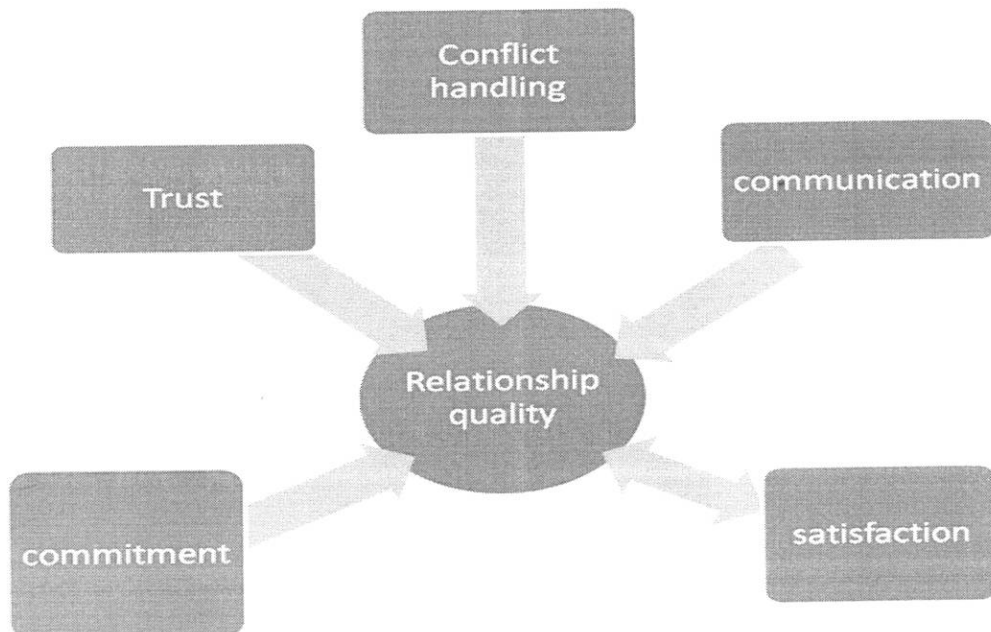 Conflict
handling
Trust
communication
Relationship
quality
commitment
satisfaction